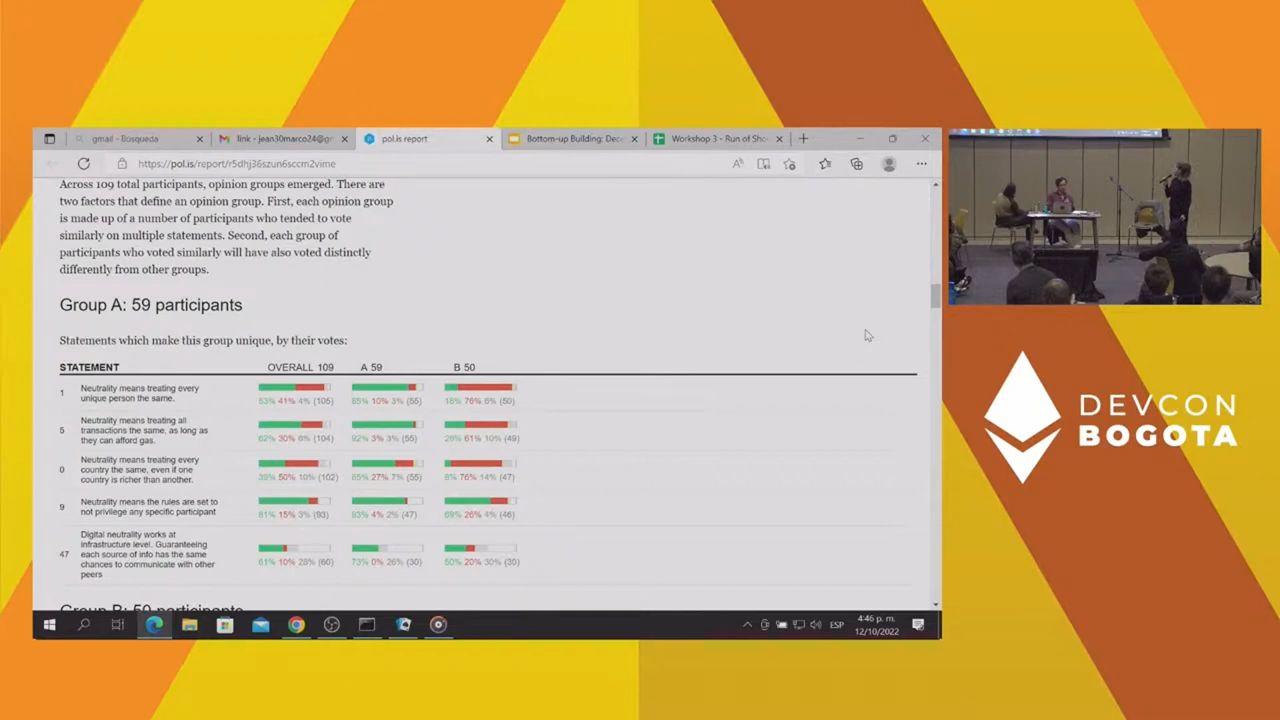 gmail - Búsqueda
link - jean30marco24@gm
pol.is report
Bottom-up Building: Dece
Workshop 3 - Run of Sho
https://pol.is/report/r5dhj36szun6sccm2vime
Across 109 total participants, opinion groups emerged. There are
two factors that define an opinion group. First, each opinion group
is made up of a number of participants who tended to vote
similarly on multiple statements. Second, each group of
participants who voted similarly will have also voted distinctly
differently from other groups.
Group A: 59 participants
Statements which make this group unique, by their votes:
STATEMENT OVERALL 109 A 59 B 50
1 Neutrality means treating every
unique person the same.
53% 41% 4% (105) 85% 10% 3% (55) 18% 76% 6% (50)
5 Neutrality means treating all
transactions the same, as long as
they can afford gas.
62% 30% 6% (104) 92% 3% 3% (55) 28% 61% 10% (49)
0 Neutrality means treating every
country the same, even if one
country is richer than another.
39% 50% 10% (102) 65% 27% 7% (55) 8% 76% 14% (47)
9 Neutrality means the rules are set to
not privilege any specific participant
81% 15% 3% (93) 93% 4% 2% (47) 69% 26% 4% (46)
47 Digital neutrality works at
infrastructure level. Guaranteeing
each source of info has the same
chances to communicate with other
peers
61% 10% 28% (60) 73% 0% 26% (30) 50% 20% 30% (30)
Group B: 50 participants
ESP
4:46 p. m.
12/10/2022
DEVCON
BOGOTA